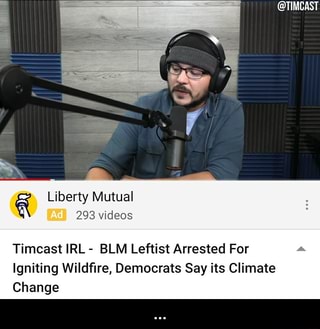 @TIMCAST
Liberty Mutual
Ad 293 videos
Timcast IRL - BLM Leftist Arrested For
Igniting Wildfire, Democrats Say its Climate
Change